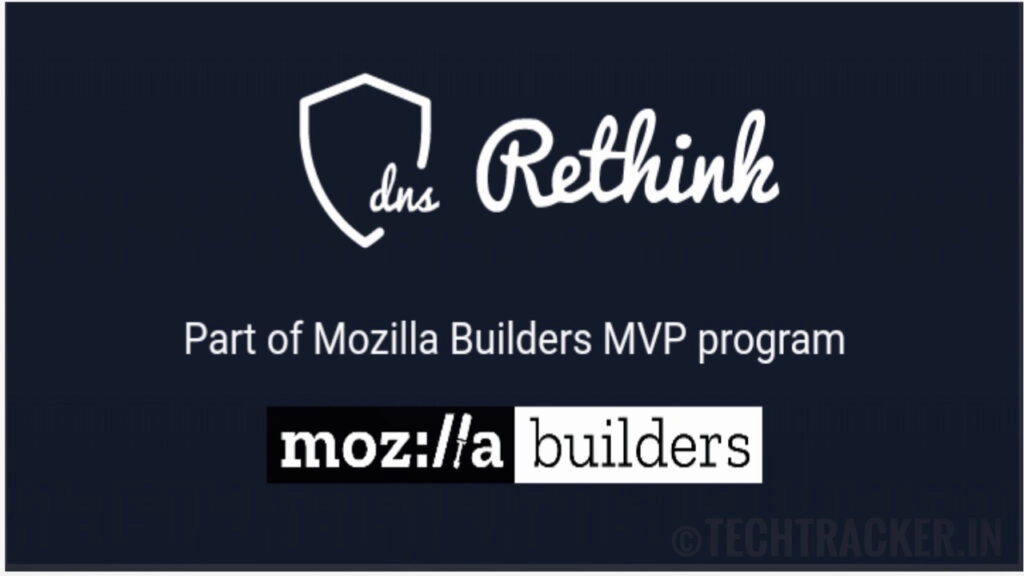 dns Rethink
Part of Mozilla Builders MVP program
moz://a builders
©TECHTRACKER.IN